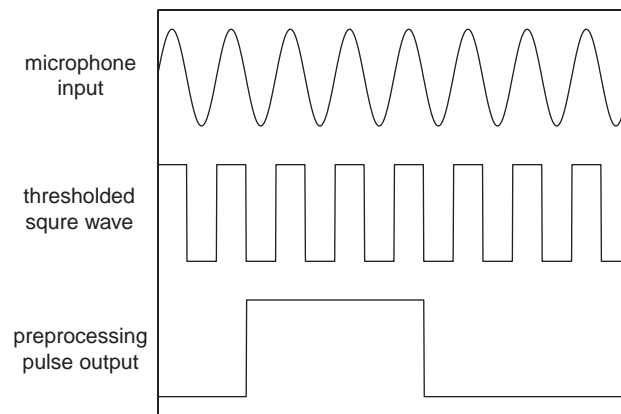 microphone
input
thresholded
squre wave
preprocessing
pulse output